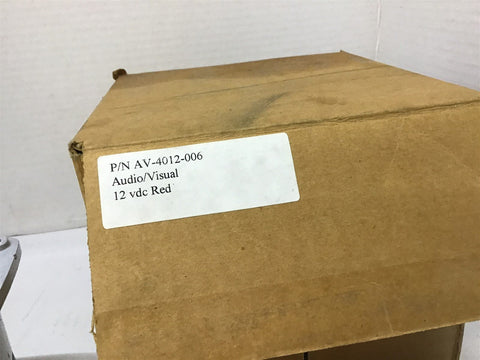 P/N AV-4012-006
Audio/Visual
12 vdc Red